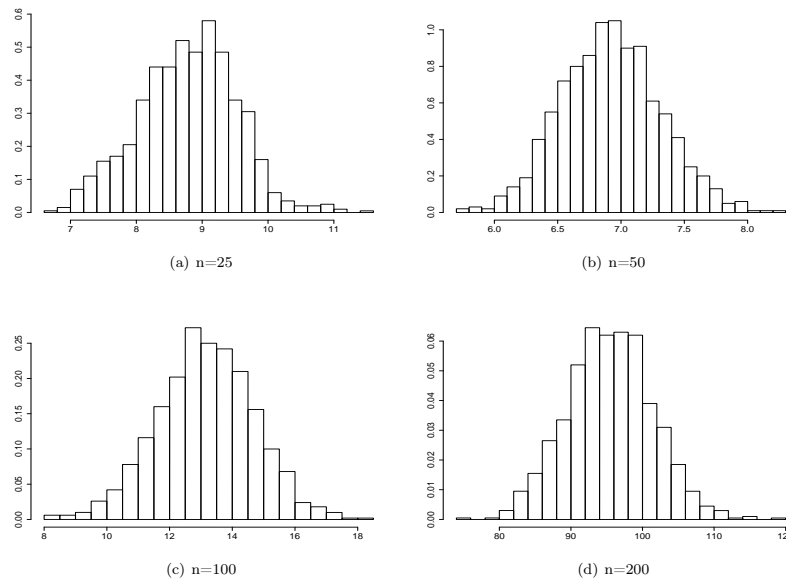 0.0 0.1 0.2 0.3 0.4 0.5 0.6
7 8 9 10 11
(a) n=25
0.0 0.2 0.4 0.6 0.8 1.0
6.0 6.5 7.0 7.5 8.0
(b) n=50
0.00 0.05 0.10 0.15 0.20 0.25
8 10 12 14 16 18
(c) n=100
0.00 0.01 0.02 0.03 0.04 0.05 0.06
80 90 100 110
(d) n=200